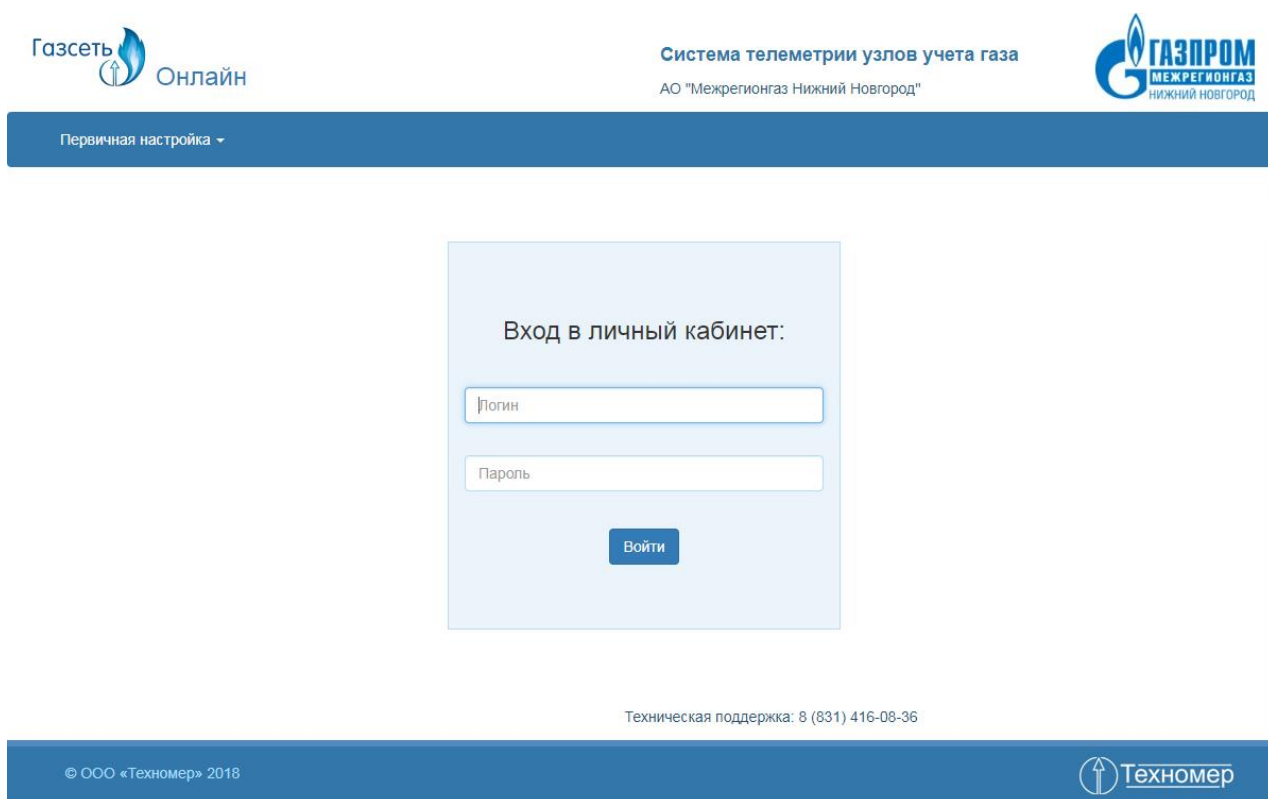 Газсеть
Онлайн
Система телеметрии узлов учета газа
АО "Межрегионгаз Нижний Новгород"
ГАЗПРОМ
МЕЖРЕГИОНГАЗ
НИЖНИЙ НОВГОРОД
Первичная настройка
Вход в личный кабинет:
Логин
Пароль
Войти
Техническая поддержка: 8 (831) 416-08-36
© ООО «Техномер» 2018
Техномер